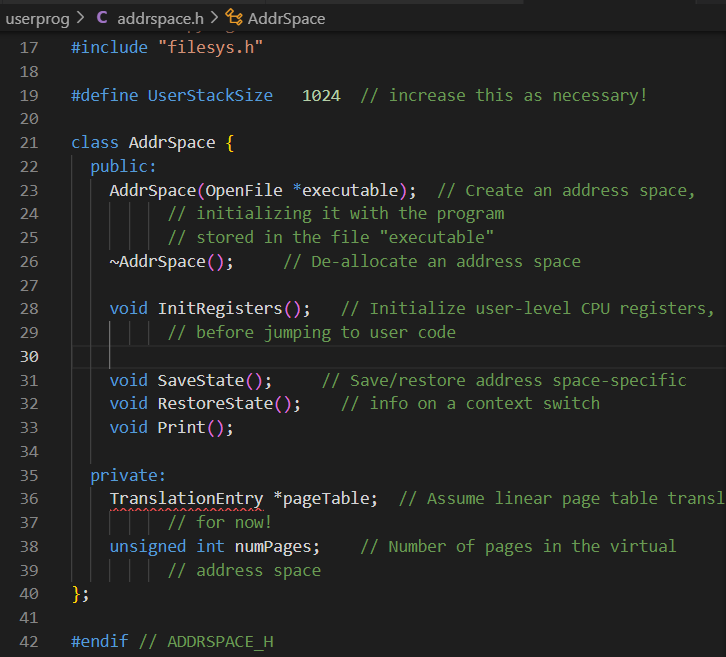 userprog > C addrspace.h > AddrSpace
17 #include "filesys.h"
18
19 #define UserStackSize   1024  // increase this as necessary!
20
21 class AddrSpace {
22   public:
23     AddrSpace(OpenFile *executable);  // Create an address space,
24           // initializing it with the program
25           // stored in the file "executable"
26     ~AddrSpace();     // De-allocate an address space
27
28     void InitRegisters();   // Initialize user-level CPU registers,
29           // before jumping to user code
30
31     void SaveState();     // Save/restore address space-specific
32     void RestoreState();    // info on a context switch
33     void Print();
34
35   private:
36     TranslationEntry *pageTable;  // Assume linear page table transl
37           // for now!
38     unsigned int numPages;    // Number of pages in the virtual
39           // address space
40 };
41
42 #endif // ADDRSPACE_H